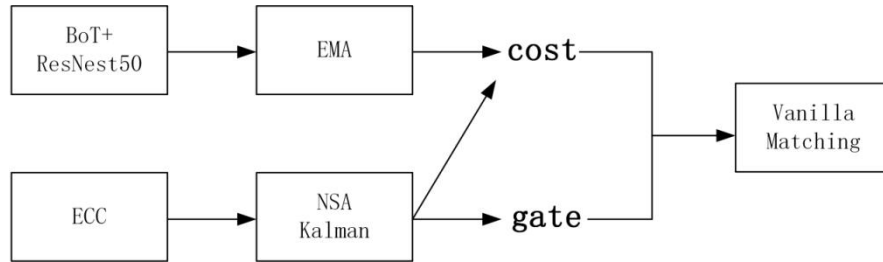 BoT+
ResNest50
EMA
cost
Vanilla
Matching
ECC
NSA
Kalman
gate